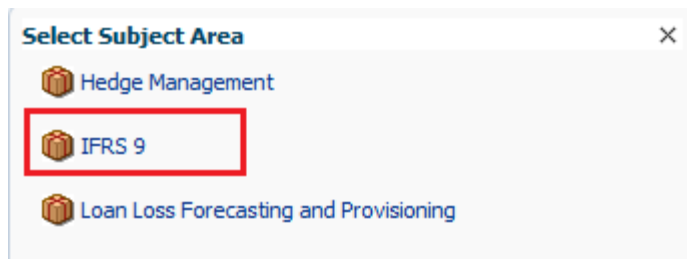 Select Subject Area
Hedge Management
IFRS 9
Loan Loss Forecasting and Provisioning